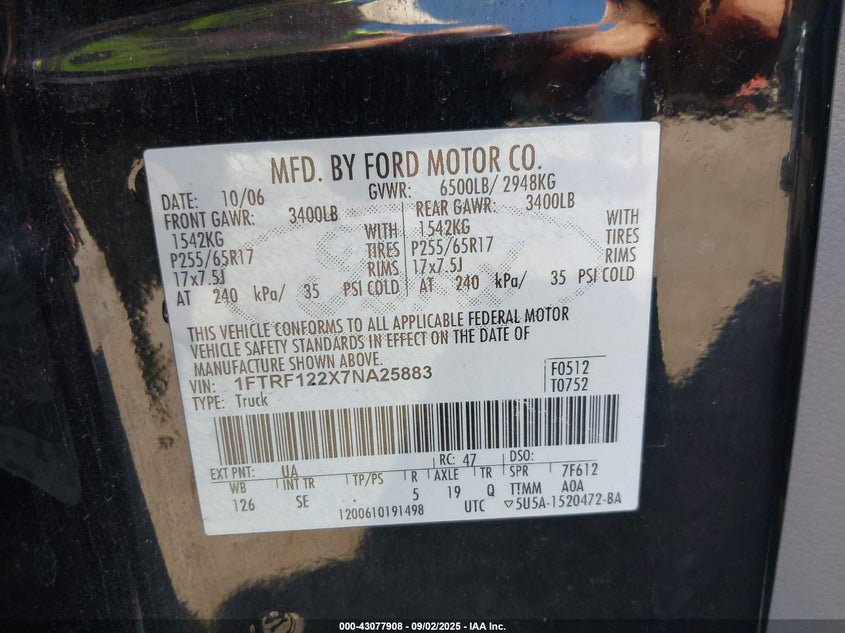 MFD. BY FORD MOTOR CO.
DATE: 10/06 GVWR: 6500LB/ 2948KG
FRONT GAWR: 3400LB REAR GAWR: 3400LB
1542KG WITH 1542KG WITH
P255/65R17 TIRES P255/65R17 TIRES
17x7.5J RIMS 17x7.5J RIMS
AT 240 kPa/ 35 PSI COLD AT 240 kPa/ 35 PSI COLD
THIS VEHICLE CONFORMS TO ALL APPLICABLE FEDERAL MOTOR
VEHICLE SAFETY STANDARDS IN EFFECT ON THE DATE OF
MANUFACTURE SHOWN ABOVE.
VIN: 1FTRF122X7NA25883 F0512
TYPE: Truck T0752
EXT PNT: UA RC: 47 DSO:
WB INT TR TP/PS R AXLE TR SPR 7F612
126 SE . 5 19 Q TTMM AOA
1200610191498 UTC ▽5U5A-1520472-BA
000-43077908 - 09/02/2025 - IAA Inc.